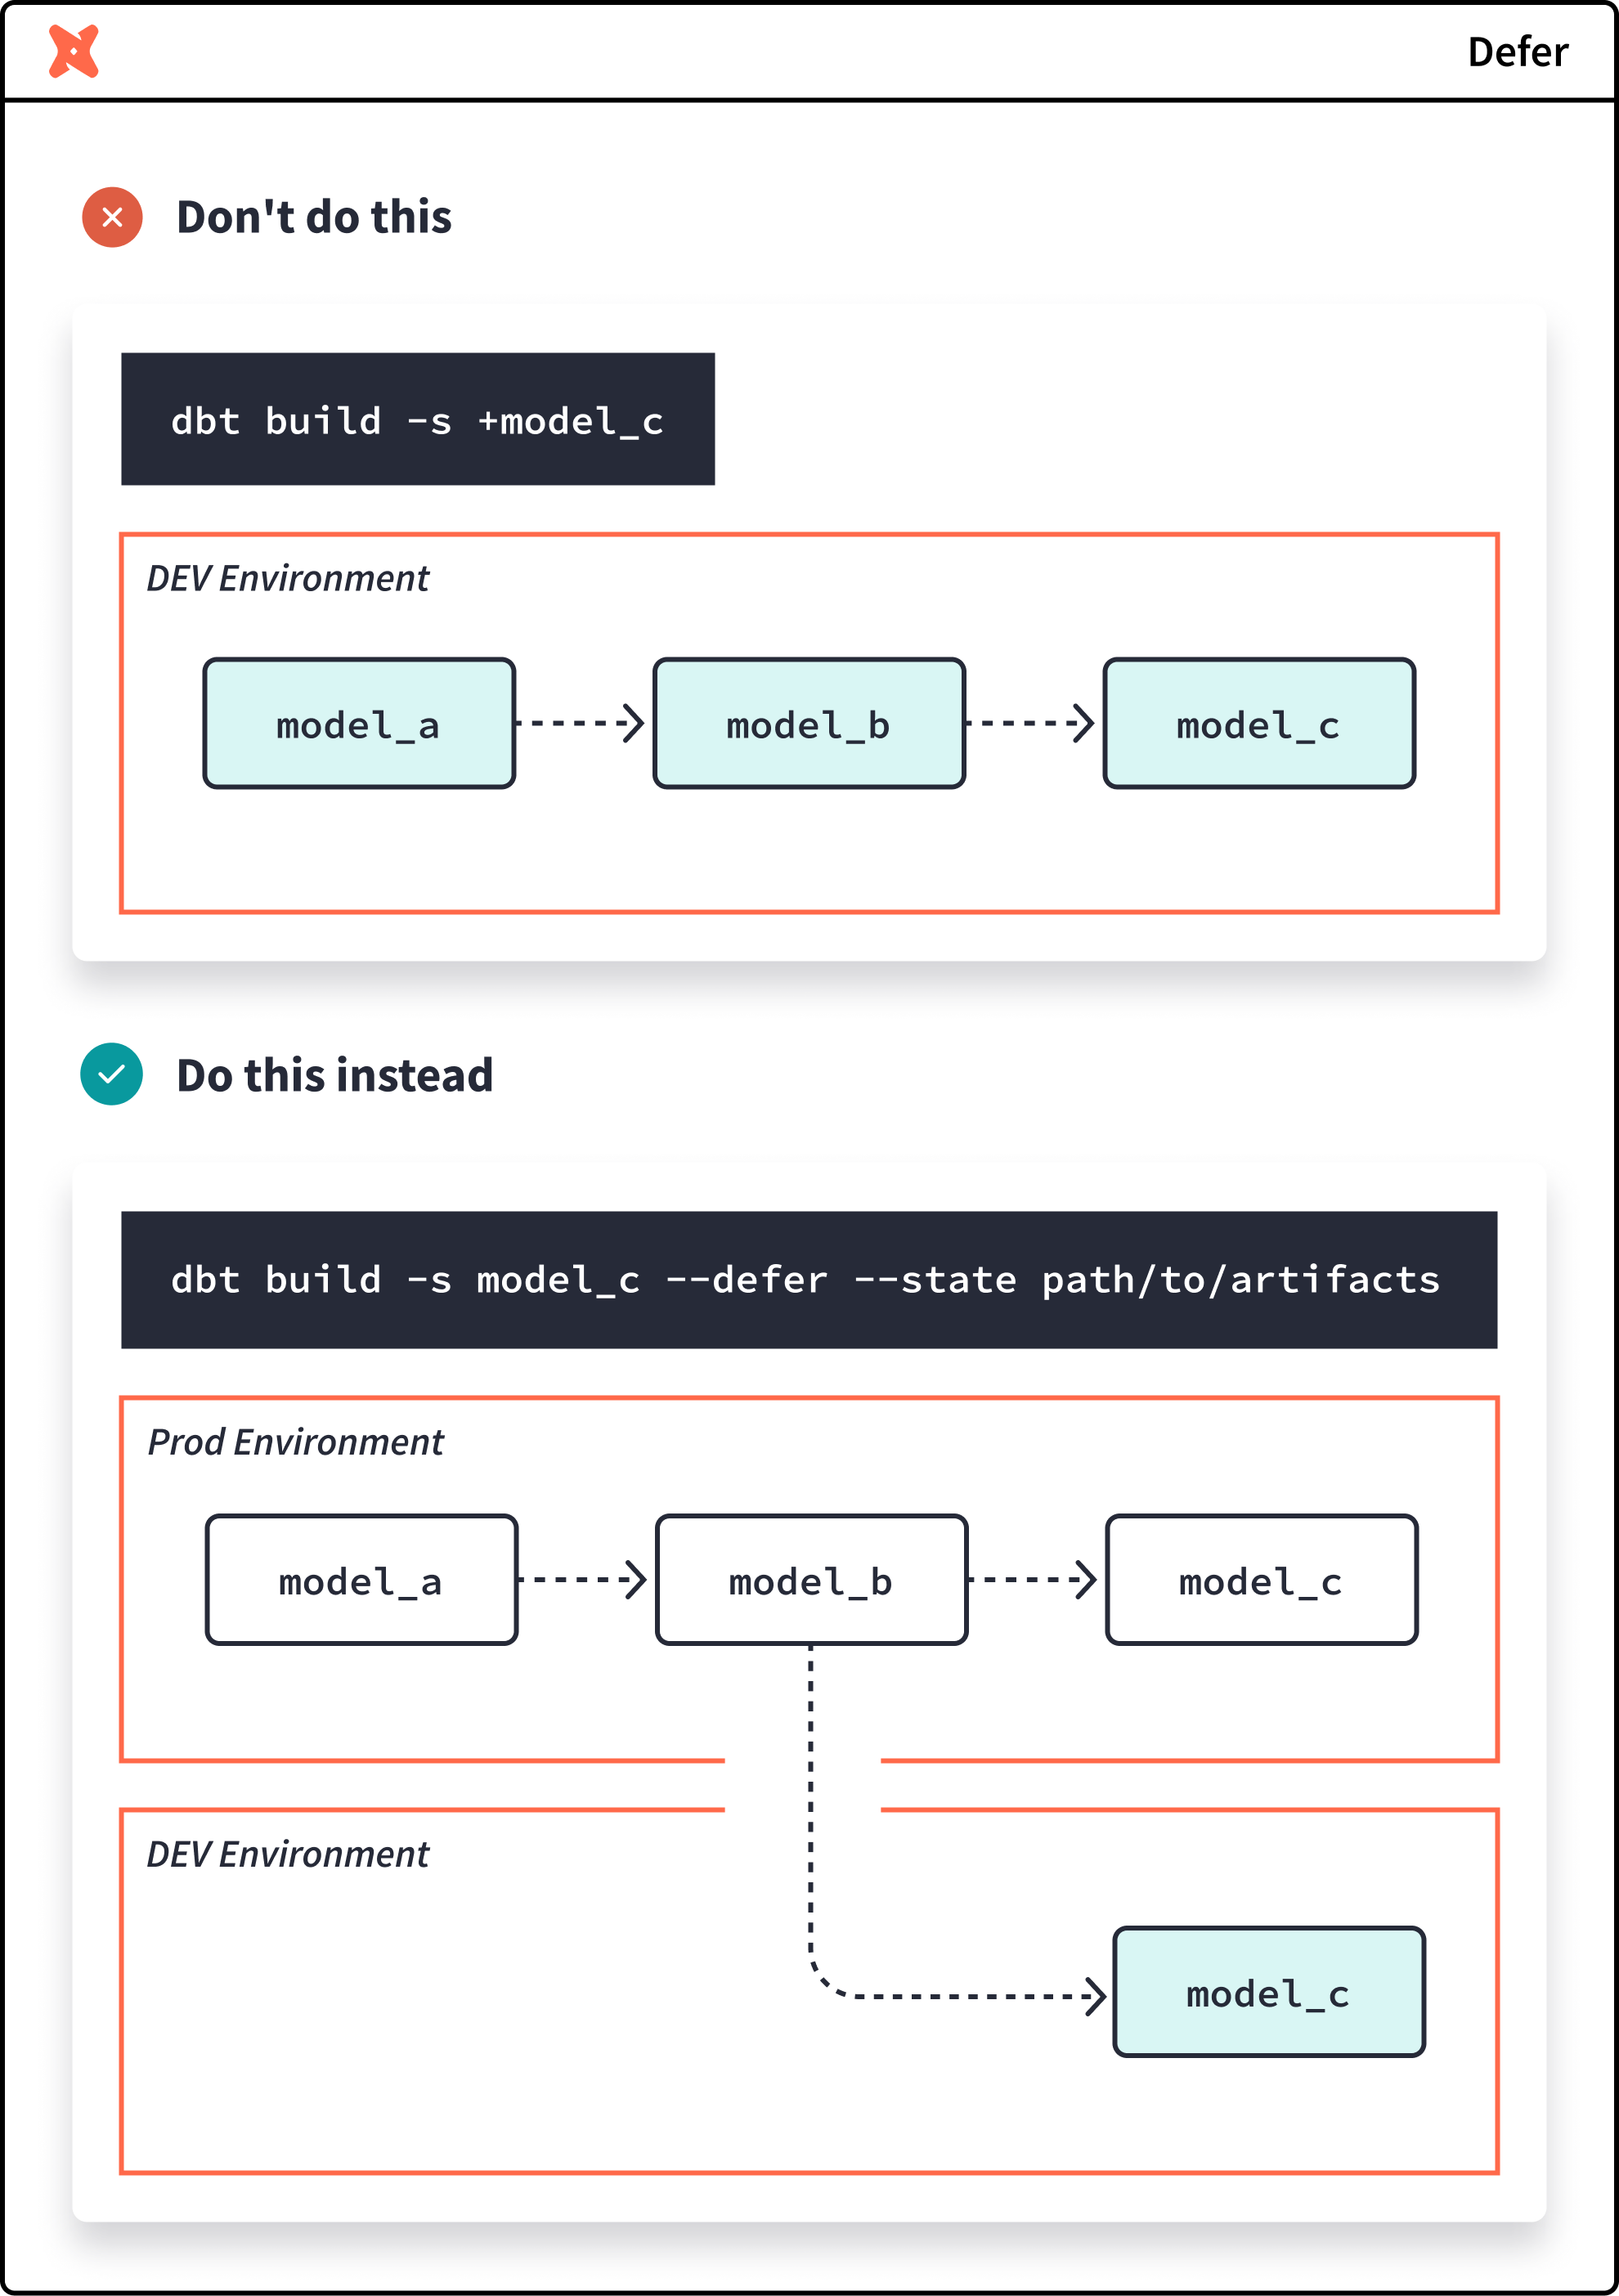 Defer
Don't do this
dbt build -s +model_c
DEV Environment
model_a
model_b
model_c
Do this instead
dbt build -s model_c --defer --state path/to/artifacts
Prod Environment
model_a
model_b
model_c
DEV Environment
model_c